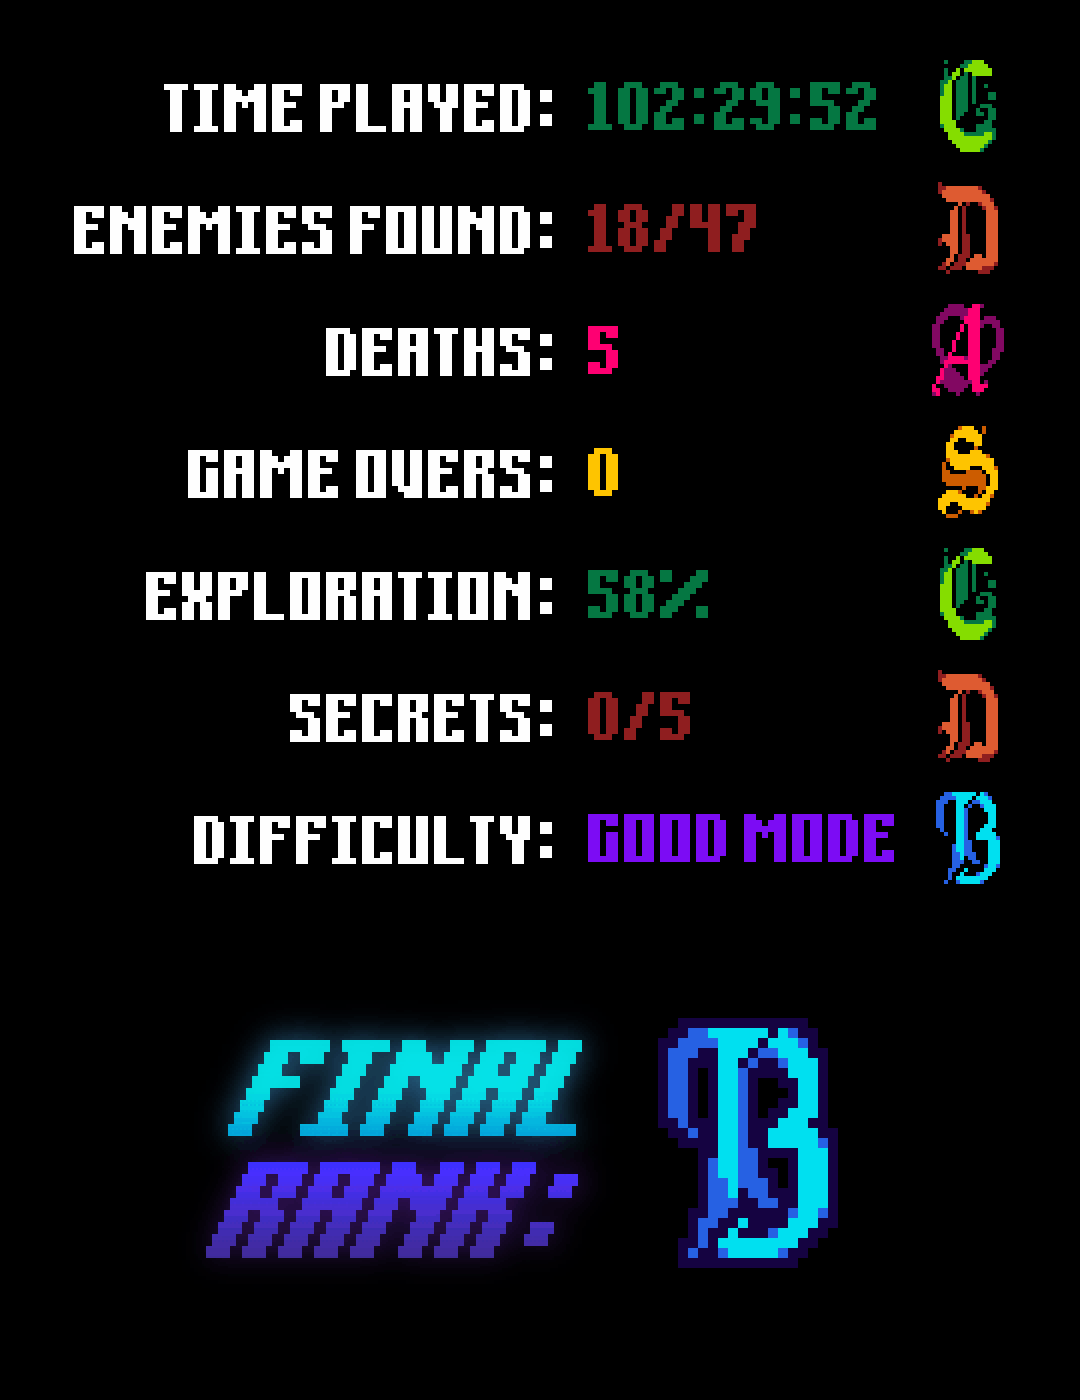 TIME PLAYED: 102:29:52 C
ENEMIES FOUND: 18/47 D
DEATHS: 5 A
GAME OVERS: 0 S
EXPLORATION: 58% C
SECRETS: 0/5 D
DIFFICULTY: GOOD MODE B
FINAL
RANK: B